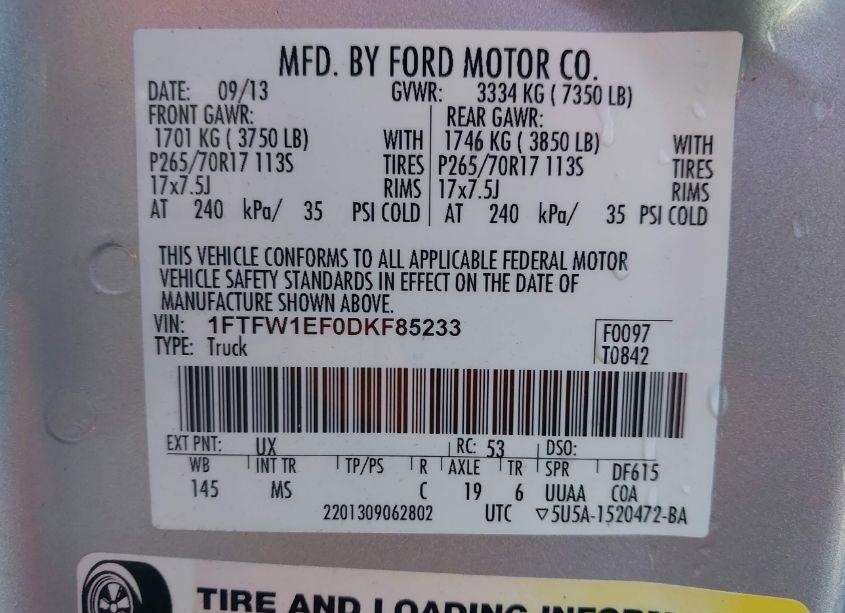 MFD. BY FORD MOTOR CO.
DATE: 09/13 GVWR: 3334 KG ( 7350 LB)
FRONT GAWR: REAR GAWR:
1701 KG ( 3750 LB) WITH 1746 KG ( 3850 LB) WITH
P265/70R17 113S TIRES P265/70R17 113S TIRES
17x7.5J RIMS 17x7.5J RIMS
AT 240 kPa/ 35 PSI COLD AT 240 kPa/ 35 PSI COLD
THIS VEHICLE CONFORMS TO ALL APPLICABLE FEDERAL MOTOR
VEHICLE SAFETY STANDARDS IN EFFECT ON THE DATE OF
MANUFACTURE SHOWN ABOVE.
VIN: 1FTFW1EF0DKF85233 F0097
TYPE: Truck T0842
EXT PNT: UX RC: 53 DSO:
WB INT TR TP/PS R AXLE TR SPR DF615
145 MS C 19 6 UUAA COA
2201309062802 UTC ▽5U5A-1520472-BA
TIRE AND LOADING